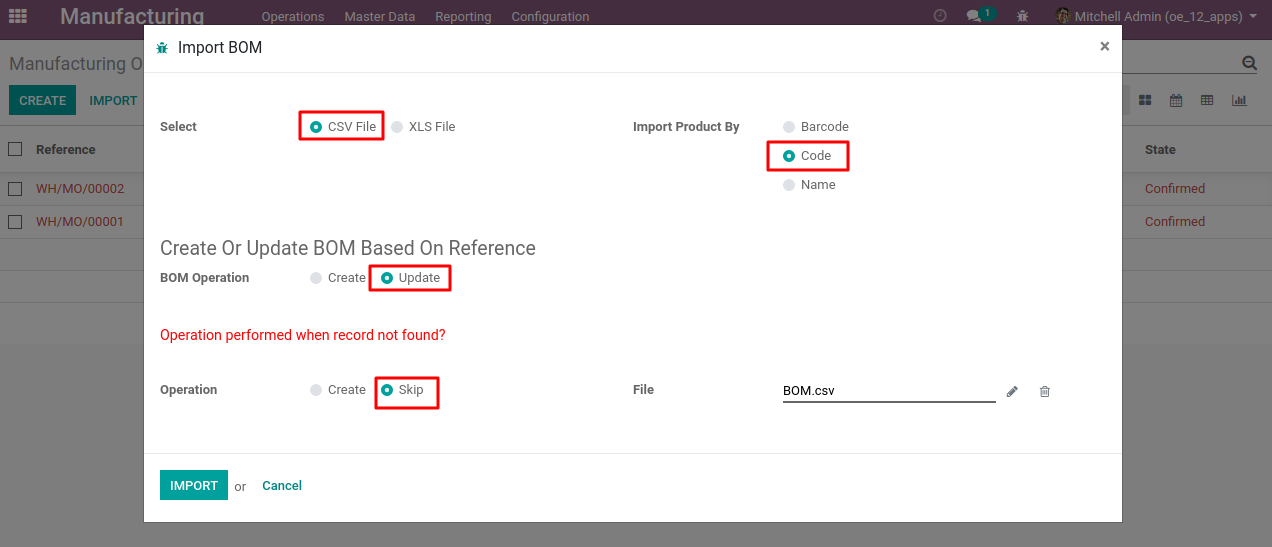 Manufacturing Operations Master Data Reporting Configuration 1 Mitchell Admin (oe_12_apps)
Import BOM ×
Manufacturing O
CREATE IMPORT
Select CSV File XLS File Import Product By Barcode
Reference Code State
WH/MO/00002 Name Confirmed
WH/MO/00001 Confirmed
Create Or Update BOM Based On Reference
BOM Operation Create Update
Operation performed when record not found?
Operation Create Skip File BOM.csv
IMPORT or Cancel